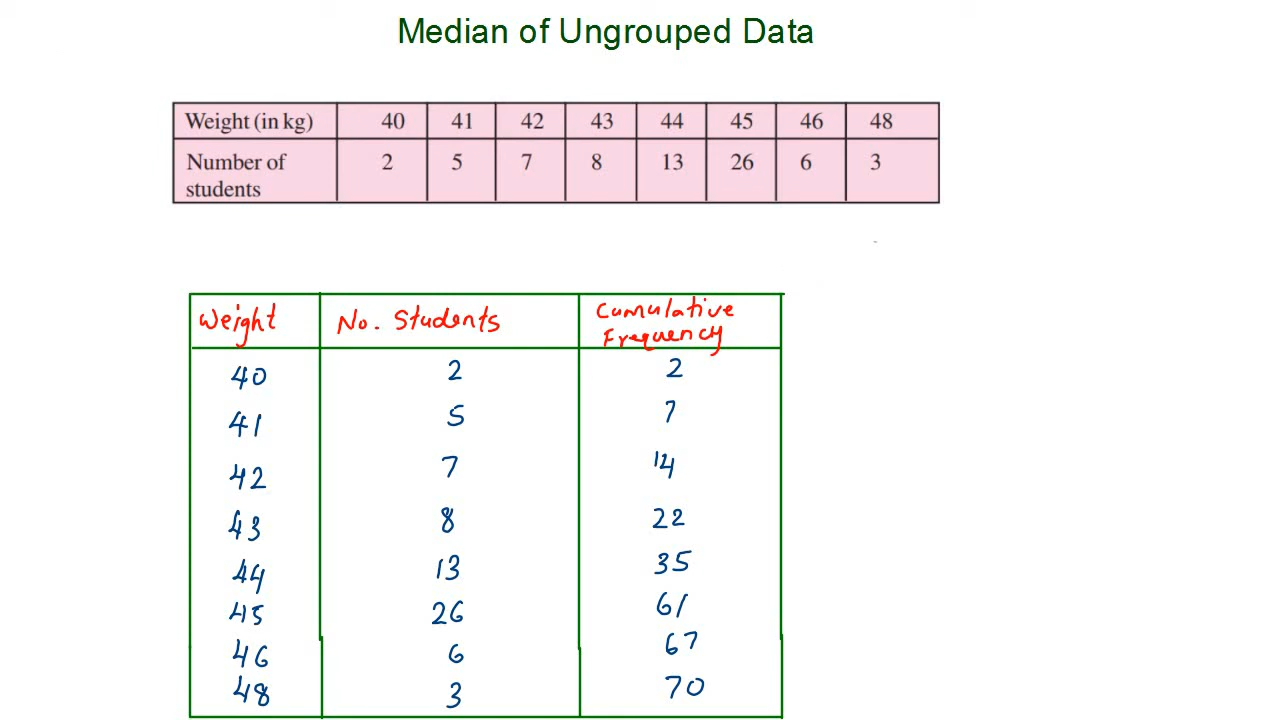 Median of Ungrouped Data
Weight (in kg) 40 41 42 43 44 45 46 48
Number of students 2 5 7 8 13 26 6 3
Weight No. Students Cumulative Frequency
40 2 2
41 5 7
42 7 14
43 8 22
44 13 35
45 26 61
46 6 67
48 3 70